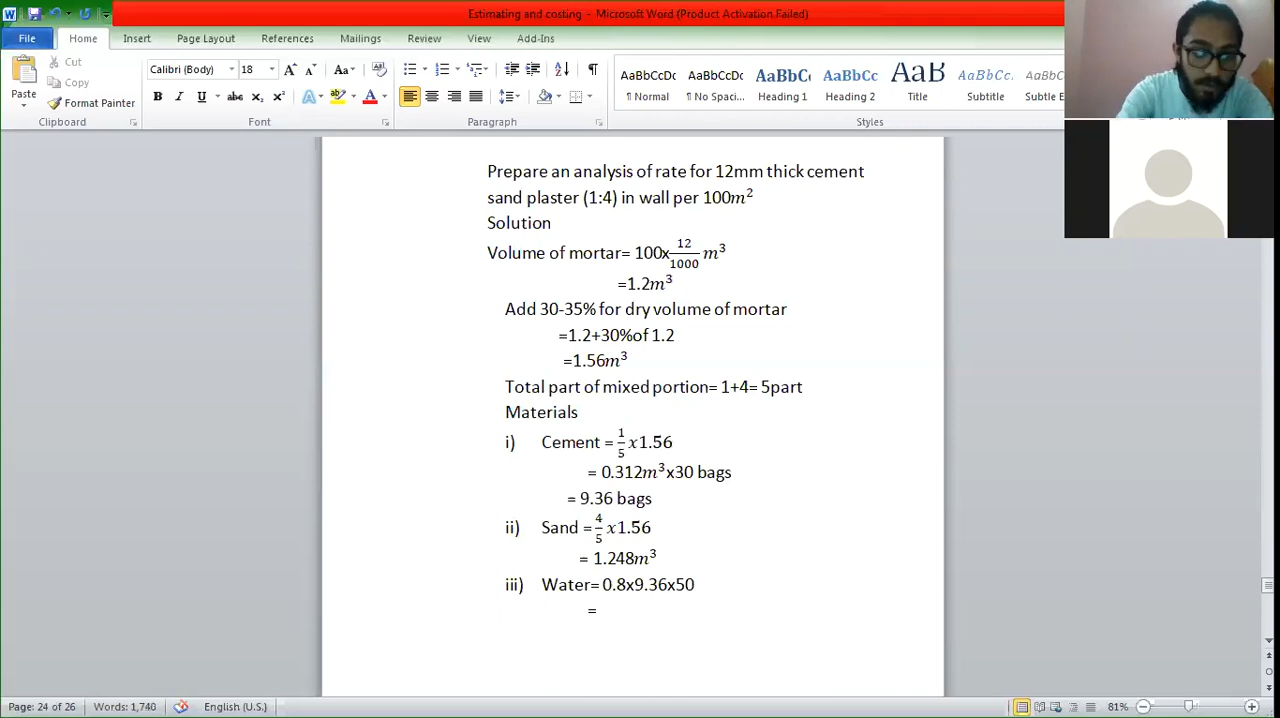 Estimating and costing - Microsoft Word (Product Activation Failed)
File Home Insert Page Layout References Mailings Review View Add-Ins
Paste Cut Copy Format Painter
Calibri (Body) 18
Clipboard Font Paragraph Styles
AaBbCcDc AaBbCcDc AaBbCc AaBbCc AaB AaBbCc. AaBbCc
¶ Normal ¶ No Spaci... Heading 1 Heading 2 Title Subtitle Subtle E
Prepare an analysis of rate for 12mm thick cement
sand plaster (1:4) in wall per 100m²
Solution
Volume of mortar= 100x12/1000 m³
=1.2m³
Add 30-35% for dry volume of mortar
=1.2+30%of 1.2
=1.56m³
Total part of mixed portion= 1+4= 5part
Materials
i) Cement = 1/5 x1.56
= 0.312m³x30 bags
= 9.36 bags
ii) Sand =4/5 x1.56
= 1.248m³
iii) Water= 0.8x9.36x50
=
Page: 24 of 26 Words: 1,740 English (U.S.) 81%